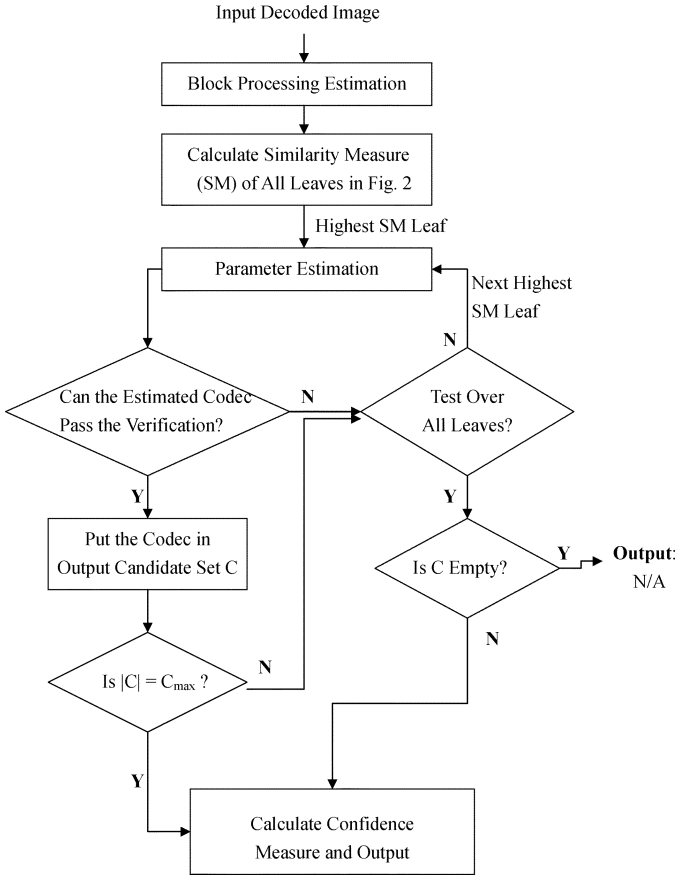 Input Decoded Image
Block Processing Estimation
Calculate Similarity Measure
(SM) of All Leaves in Fig. 2
Highest SM Leaf
Parameter Estimation
Next Highest
SM Leaf
N
Can the Estimated Codec
Pass the Verification?
N
Test Over
All Leaves?
Y
Y
Put the Codec in
Output Candidate Set C
Is C Empty?
Y
Output:
N/A
N
Is |C| = Cmax ?
N
Y
Calculate Confidence
Measure and Output